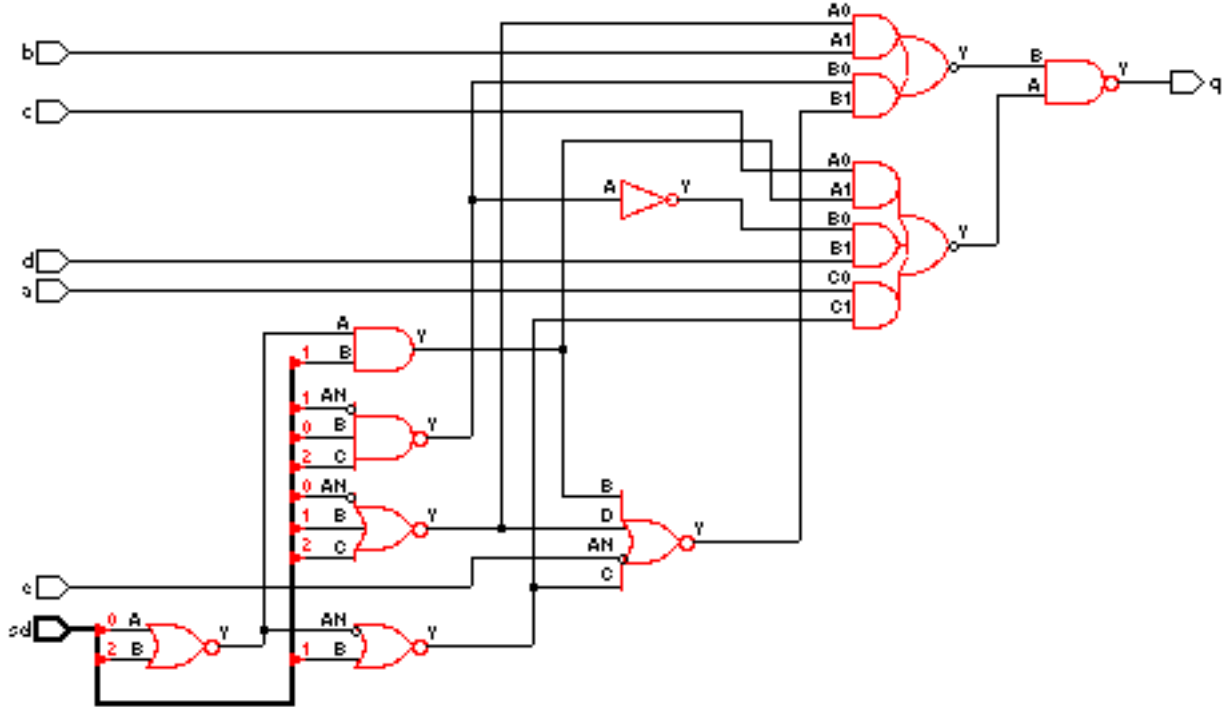 A0
A1 Y
b
B0 B Y
B1 A q
c
A0
A Y A1
B0 Y
B1
d
C0
a
C1
A Y
1 B
1 AN
0 B Y
2 C
0 AN B
1 B Y D Y
2 C AN
C
e
sd 0 A Y AN Y
2 B 1 B